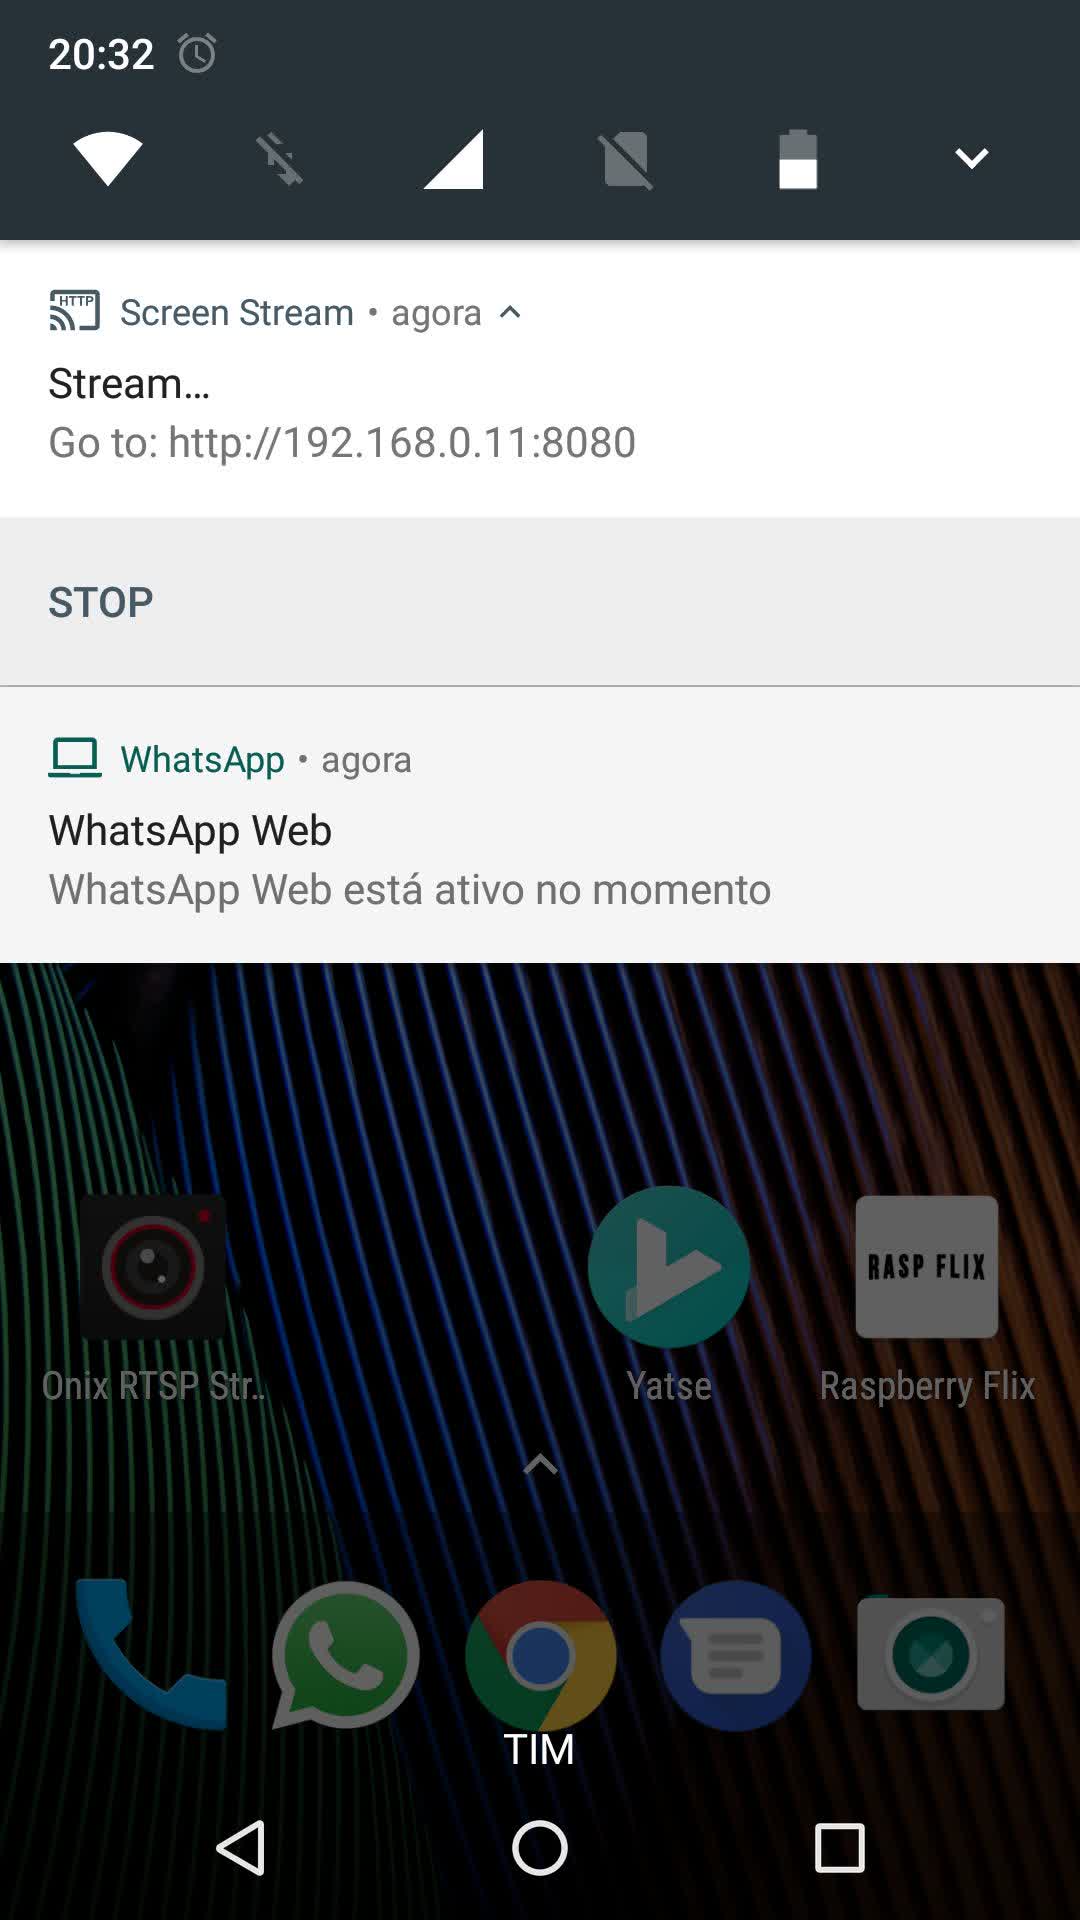 20:32
HTTP
Screen Stream • agora
Stream…
Go to: http://192.168.0.11:8080
STOP
WhatsApp • agora
WhatsApp Web
WhatsApp Web está ativo no momento
RASP FLIX
Onix RTSP Str..
Yatse
Raspberry Flix
TIM